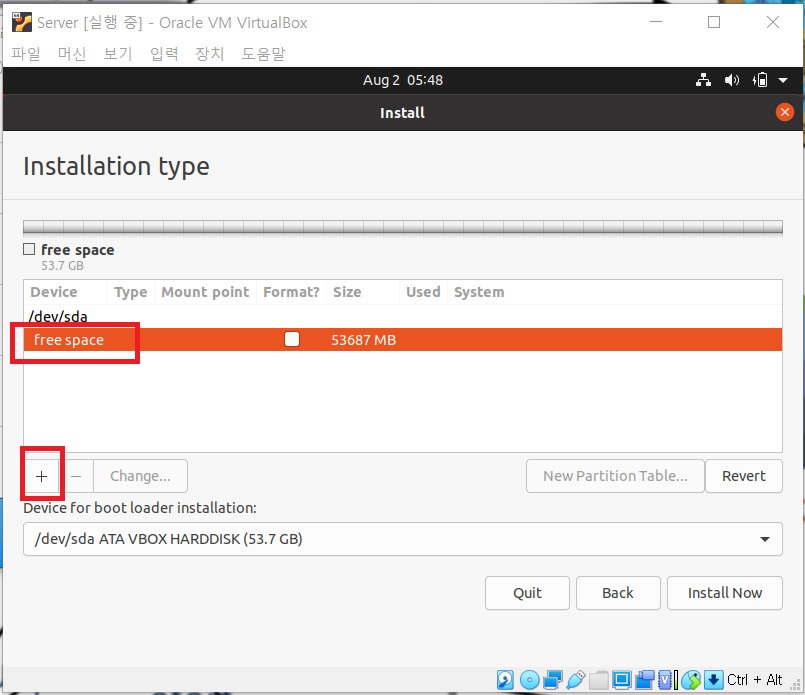 Server [실행 중] - Oracle VM VirtualBox
파일 머신 보기 입력 장치 도움말
Aug 2 05:48
Install
Installation type
free space
53.7 GB
Device Type Mount point Format? Size Used System
/dev/sda
free space 53687 MB
+ − Change... New Partition Table... Revert
Device for boot loader installation:
/dev/sda ATA VBOX HARDDISK (53.7 GB)
Quit Back Install Now
Ctrl + Alt